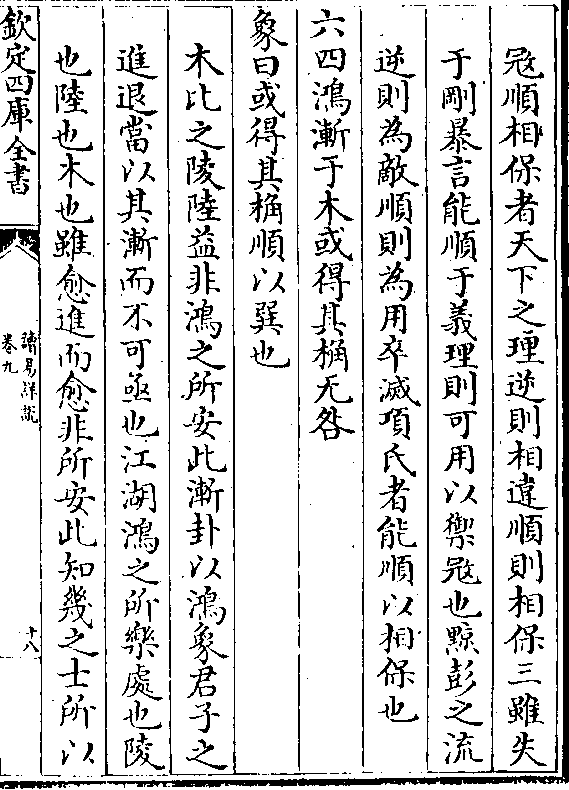 宼順相保者天下之理逆則相違順則相保三雖失
于剛暴言能順于義理則可用以禦宼也黥彭之流
逆則為敵順則為用卒滅項氏者能順以相保也
六四鴻漸于木或得其桷无咎
象曰或得其桷順以巽也
木比之陵陸益非鴻之所安此漸卦以鴻象君子之
進退當以其漸而不可亟也江湖鴻之所樂處也陵
也陸也木也雖愈進而愈非所安此知幾之士所以
欽定四庫全書
讀易詳說
卷九
十八